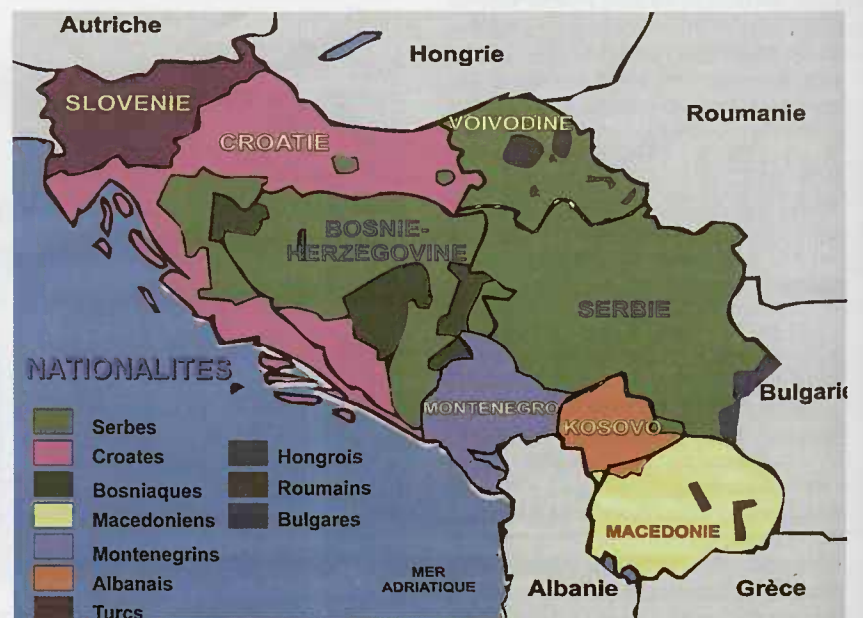 Autriche
Hongrie
Roumanie
SLOVENIE
CROATIE
VOIVODINE
BOSNIE-
HERZEGOVINE
SERBIE
NATIONALITES
Bulgarie
MONTENEGRO
KOSOVO
Serbes
Croates
Bosniaques
Macedoniens
Montenegrins
Albanais
Turcs
Hongrois
Roumains
Bulgares
MACEDONIE
MER
ADRIATIQUE
Albanie
Grèce